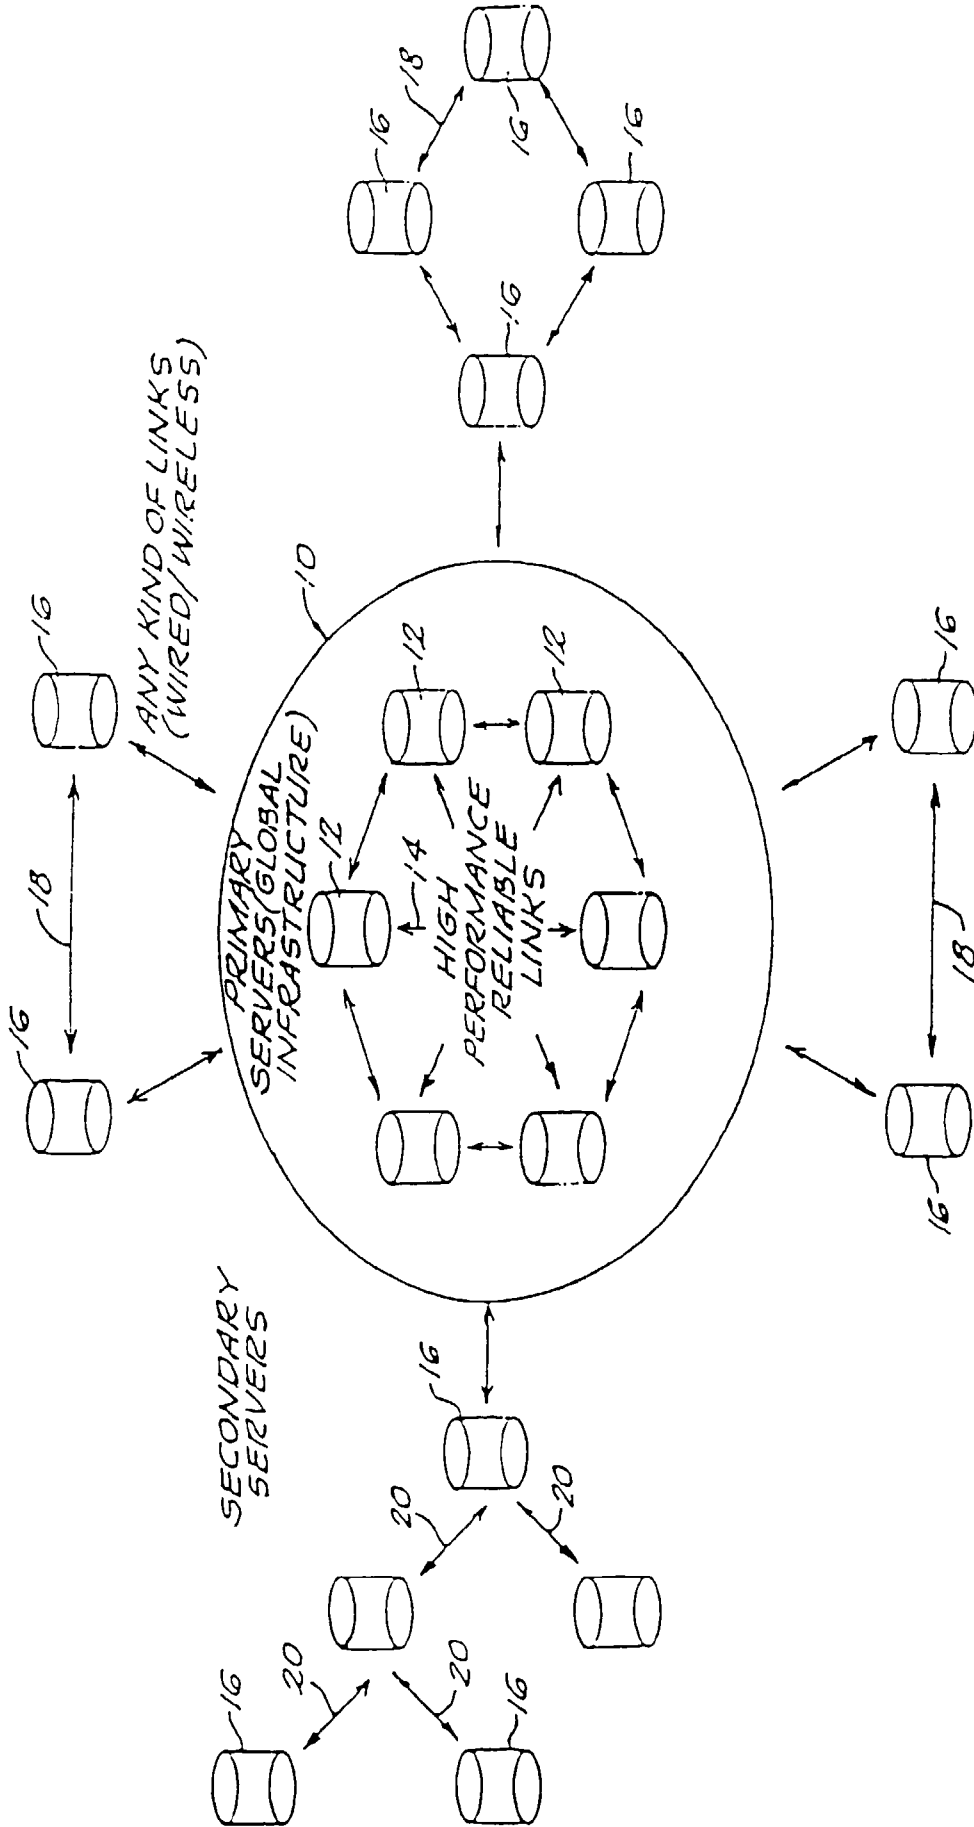 16
18
16
ANY KIND OF LINKS
(WIRED/WIRELESS)
SECONDARY
SERVERS
PRIMARY
SERVERS(GLOBAL
INFRASTRUCTURE)
10
16
20
20
16
20
16
20
12
14
12
12
HIGH
PERFORMANCE
RELIABLE
LINKS
16
18
16
16
16
16
18
16